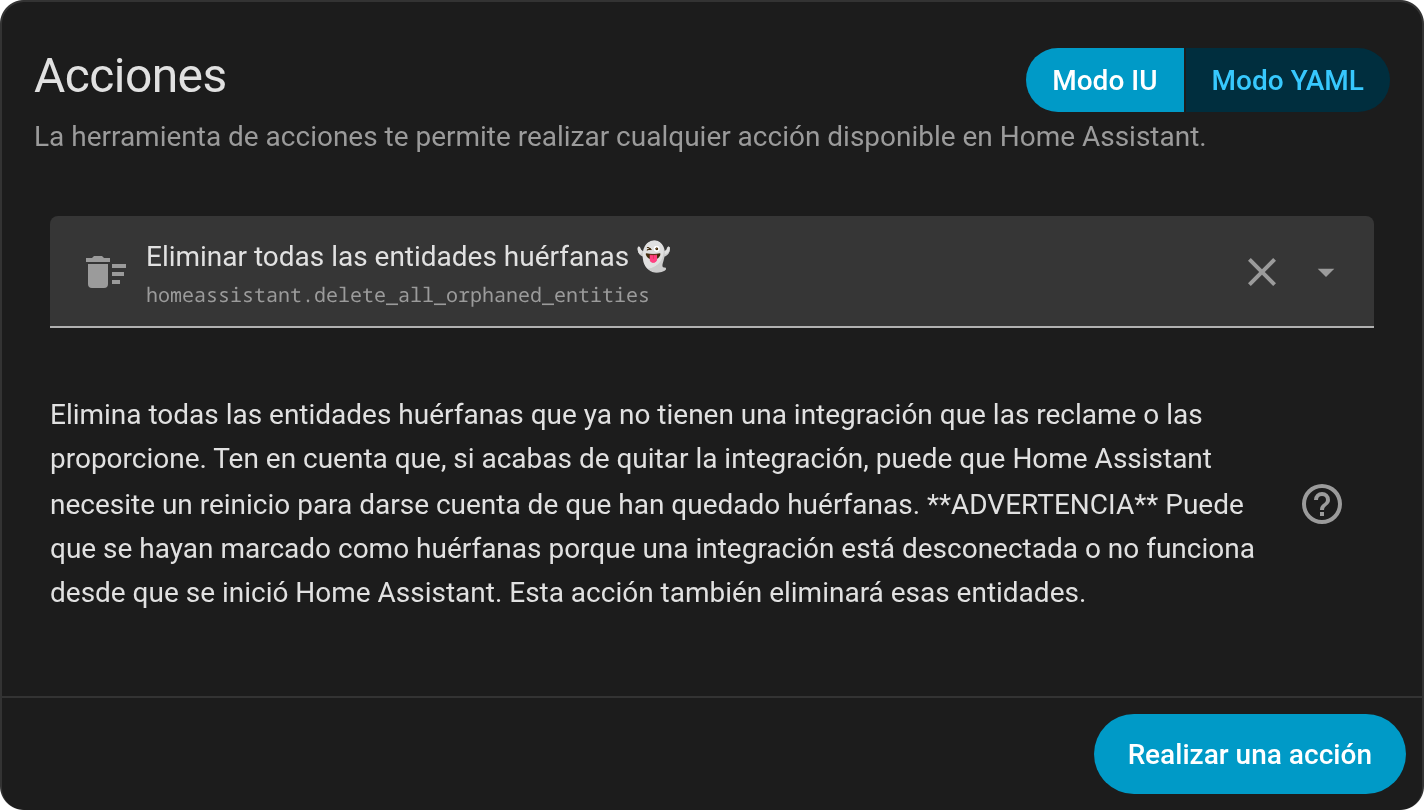 Acciones
Modo IU
Modo YAML
La herramienta de acciones te permite realizar cualquier acción disponible en Home Assistant.
Eliminar todas las entidades huérfanas 👻
homeassistant.delete_all_orphaned_entities
Elimina todas las entidades huérfanas que ya no tienen una integración que las reclame o las
proporcione. Ten en cuenta que, si acabas de quitar la integración, puede que Home Assistant
necesite un reinicio para darse cuenta de que han quedado huérfanas. **ADVERTENCIA** Puede
que se hayan marcado como huérfanas porque una integración está desconectada o no funciona
desde que se inició Home Assistant. Esta acción también eliminará esas entidades.
Realizar una acción